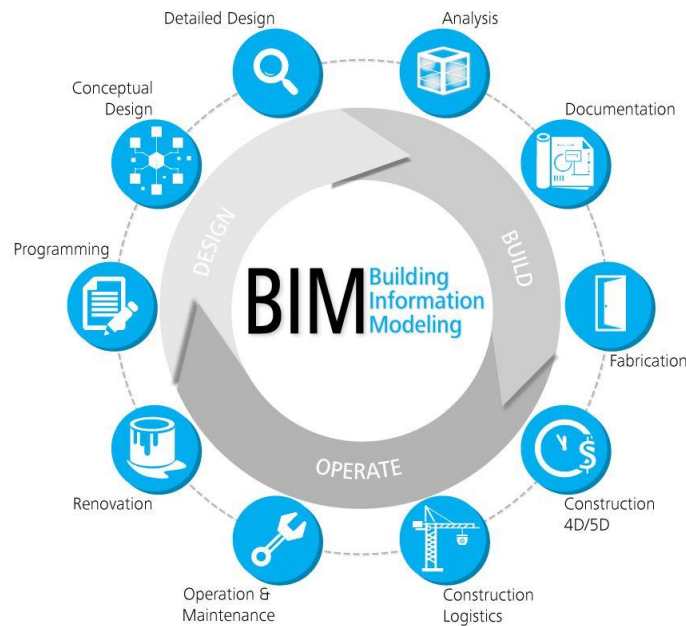 Detailed Design
Analysis
Conceptual
Design
Documentation
Programming
DESIGN
BUILD
BIM
Building
Information
Modeling
Fabrication
Renovation
OPERATE
Construction
4D/5D
$
Operation &
Maintenance
Construction
Logistics